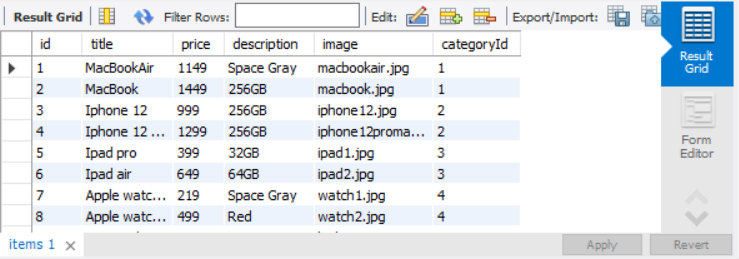 Result Grid Filter Rows: Edit: Export/Import:
id title price description image categoryId
1 MacBookAir 1149 Space Gray macbookair.jpg 1
2 MacBook 1449 256GB macbook.jpg 1
3 Iphone 12 999 256GB iphone12.jpg 2
4 Iphone 12 ... 1299 256GB iphone12proma... 2
5 Ipad pro 399 32GB ipad1.jpg 3
6 Ipad air 649 64GB ipad2.jpg 3
7 Apple watc... 219 Space Gray watch1.jpg 4
8 Apple watc... 499 Red watch2.jpg 4
items 1
Apply Revert
Result
Grid
Form
Editor